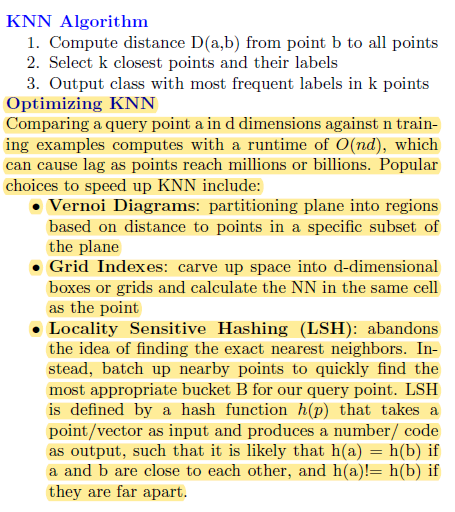 KNN Algorithm
1. Compute distance D(a,b) from point b to all points
2. Select k closest points and their labels
3. Output class with most frequent labels in k points
Optimizing KNN
Comparing a query point a in d dimensions against n train-
ing examples computes with a runtime of O(nd), which
can cause lag as points reach millions or billions. Popular
choices to speed up KNN include:
• Vernoi Diagrams: partitioning plane into regions
based on distance to points in a specific subset of
the plane
• Grid Indexes: carve up space into d-dimensional
boxes or grids and calculate the NN in the same cell
as the point
• Locality Sensitive Hashing (LSH): abandons
the idea of finding the exact nearest neighbors. In-
stead, batch up nearby points to quickly find the
most appropriate bucket B for our query point. LSH
is defined by a hash function h(p) that takes a
point/vector as input and produces a number/ code
as output, such that it is likely that h(a) = h(b) if
a and b are close to each other, and h(a)!= h(b) if
they are far apart.